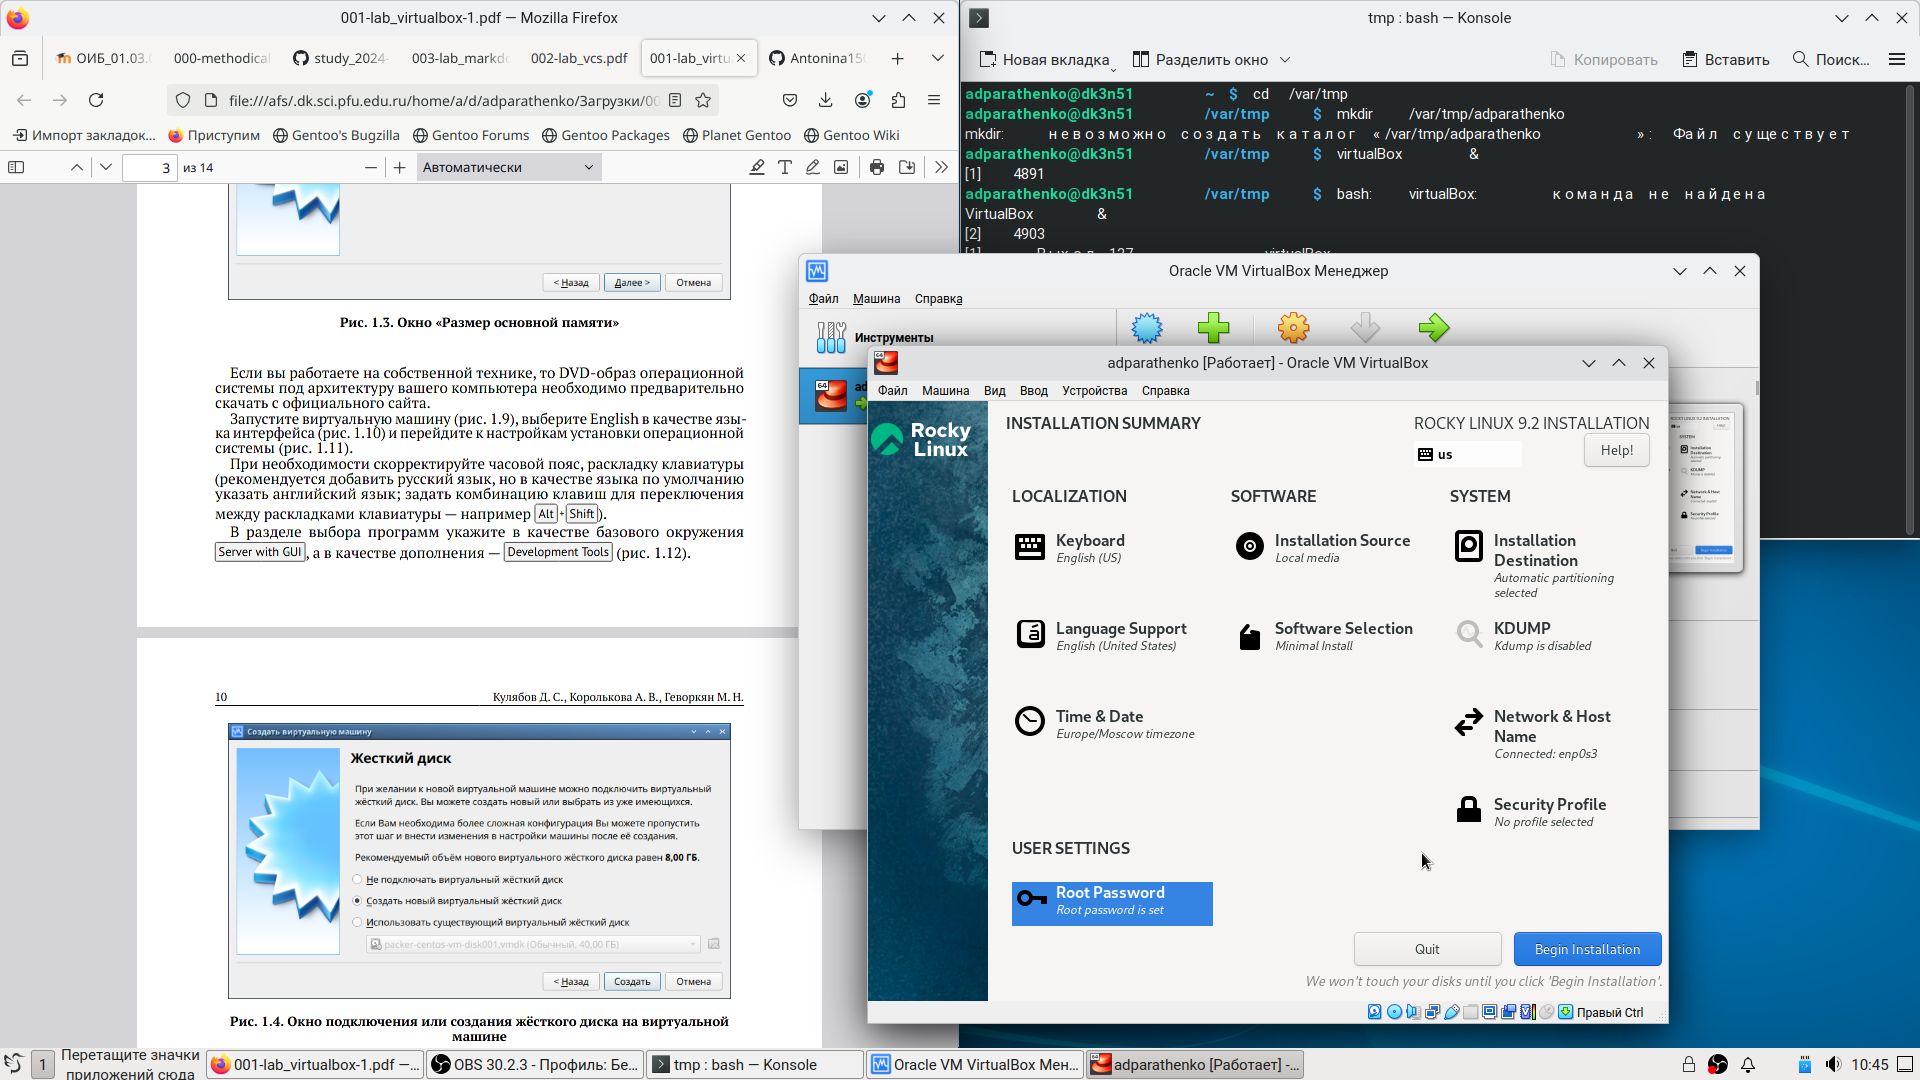 001-lab_virtualbox-1.pdf — Mozilla Firefox
ОИБ_01.03.0
000-methodical
study_2024-
003-lab_markdo
002-lab_vcs.pdf
001-lab_virtu
Antonina150
file:///afs/.dk.sci.pfu.edu.ru/home/a/d/adparathenko/Загрузки/00
Импорт закладок…
Приступим
Gentoo's Bugzilla
Gentoo Forums
Gentoo Packages
Planet Gentoo
Gentoo Wiki
3 из 14
Автоматически
< Назад
Далее >
Отмена
Рис. 1.3. Окно «Размер основной памяти»
Если вы работаете на собственной технике, то DVD-образ операционной
системы под архитектуру вашего компьютера необходимо предварительно
скачать с официального сайта.
Запустите виртуальную машину (рис. 1.9), выберите English в качестве язы-
ка интерфейса (рис. 1.10) и перейдите к настройкам установки операционной
системы (рис. 1.11).
При необходимости скорректируйте часовой пояс, раскладку клавиатуры
(рекомендуется добавить русский язык, но в качестве языка по умолчанию
указать английский язык; задать комбинацию клавиш для переключения
между раскладками клавиатуры — например Alt + Shift ).
В разделе выбора программ укажите в качестве базового окружения
Server with GUI , а в качестве дополнения — Development Tools (рис. 1.12).
10
Кулябов Д. С., Королькова А. В., Геворкян М. Н.
Создать виртуальную машину
Жесткий диск
При желании к новой виртуальной машине можно подключить виртуальный
жёсткий диск. Вы можете создать новый или выбрать из уже имеющихся.
Если Вам необходима более сложная конфигурация Вы можете пропустить
этот шаг и внести изменения в настройки машины после её создания.
Рекомендуемый объём нового виртуального жёсткого диска равен 8,00 ГБ.
Не подключать виртуальный жёсткий диск
Создать новый виртуальный жёсткий диск
Использовать существующий виртуальный жёсткий диск
packer-centos-vm-disk001.vmdk (Обычный, 40,00 ГБ)
< Назад
Создать
Отмена
Рис. 1.4. Окно подключения или создания жёсткого диска на виртуальной
машине
tmp : bash — Konsole
Новая вкладка
Разделить окно
Копировать
Вставить
Поиск…
adparathenko@dk3n51 ~ $ cd /var/tmp
adparathenko@dk3n51 /var/tmp $ mkdir /var/tmp/adparathenko
mkdir: невозможно создать каталог «/var/tmp/adparathenko»: Файл существует
adparathenko@dk3n51 /var/tmp $ virtualBox &
[1] 4891
adparathenko@dk3n51 /var/tmp $ bash: virtualBox: команда не найдена
VirtualBox &
[2] 4903
[1] Выход 127 virtualBox
Oracle VM VirtualBox Менеджер
Файл
Машина
Справка
Инструменты
64
ad
adparathenko [Работает] - Oracle VM VirtualBox
Файл
Машина
Вид
Ввод
Устройства
Справка
Rocky
Linux
INSTALLATION SUMMARY
ROCKY LINUX 9.2 INSTALLATION
us
Help!
LOCALIZATION
Keyboard
English (US)
Language Support
English (United States)
Time & Date
Europe/Moscow timezone
SOFTWARE
Installation Source
Local media
Software Selection
Minimal Install
SYSTEM
Installation
Destination
Automatic partitioning
selected
KDUMP
Kdump is disabled
Network & Host
Name
Connected: enp0s3
Security Profile
No profile selected
USER SETTINGS
Root Password
Root password is set
Quit
Begin Installation
We won't touch your disks until you click 'Begin Installation'.
Правый Ctrl
1
Перетащите значки
приложений сюда
001-lab_virtualbox-1.pdf —…
OBS 30.2.3 - Профиль: Бе…
tmp : bash — Konsole
Oracle VM VirtualBox Мен…
adparathenko [Работает] -…
10:45